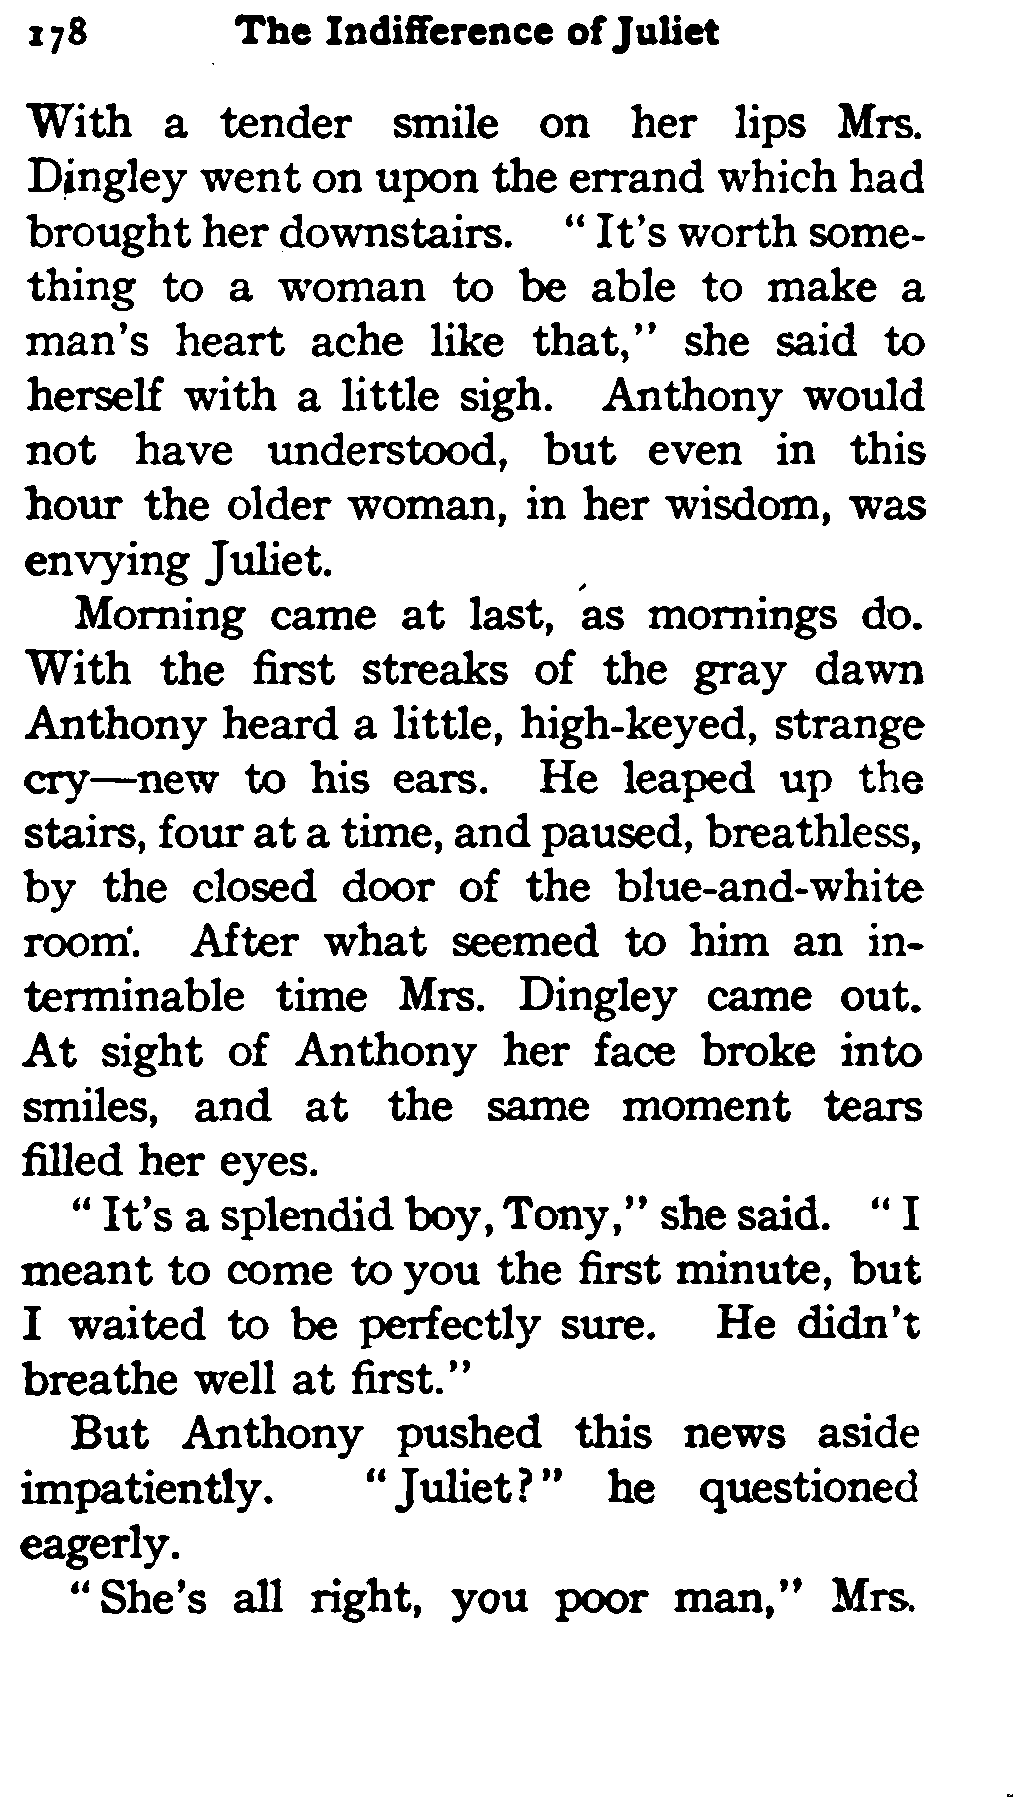 178 The Indifference of Juliet
With a tender smile on her lips Mrs.
Dingley went on upon the errand which had
brought her downstairs. “It's worth some-
thing to a woman to be able to make a
man's heart ache like that,” she said to
herself with a little sigh. Anthony would
not have understood, but even in this
hour the older woman, in her wisdom, was
envying Juliet.
Morning came at last, as mornings do.
With the first streaks of the gray dawn
Anthony heard a little, high-keyed, strange
cry—new to his ears. He leaped up the
stairs, four at a time, and paused, breathless,
by the closed door of the blue-and-white
room. After what seemed to him an in-
terminable time Mrs. Dingley came out.
At sight of Anthony her face broke into
smiles, and at the same moment tears
filled her eyes.
“It's a splendid boy, Tony,” she said. “I
meant to come to you the first minute, but
I waited to be perfectly sure. He didn't
breathe well at first.”
But Anthony pushed this news aside
impatiently. “Juliet?” he questioned
eagerly.
“She's all right, you poor man,” Mrs.